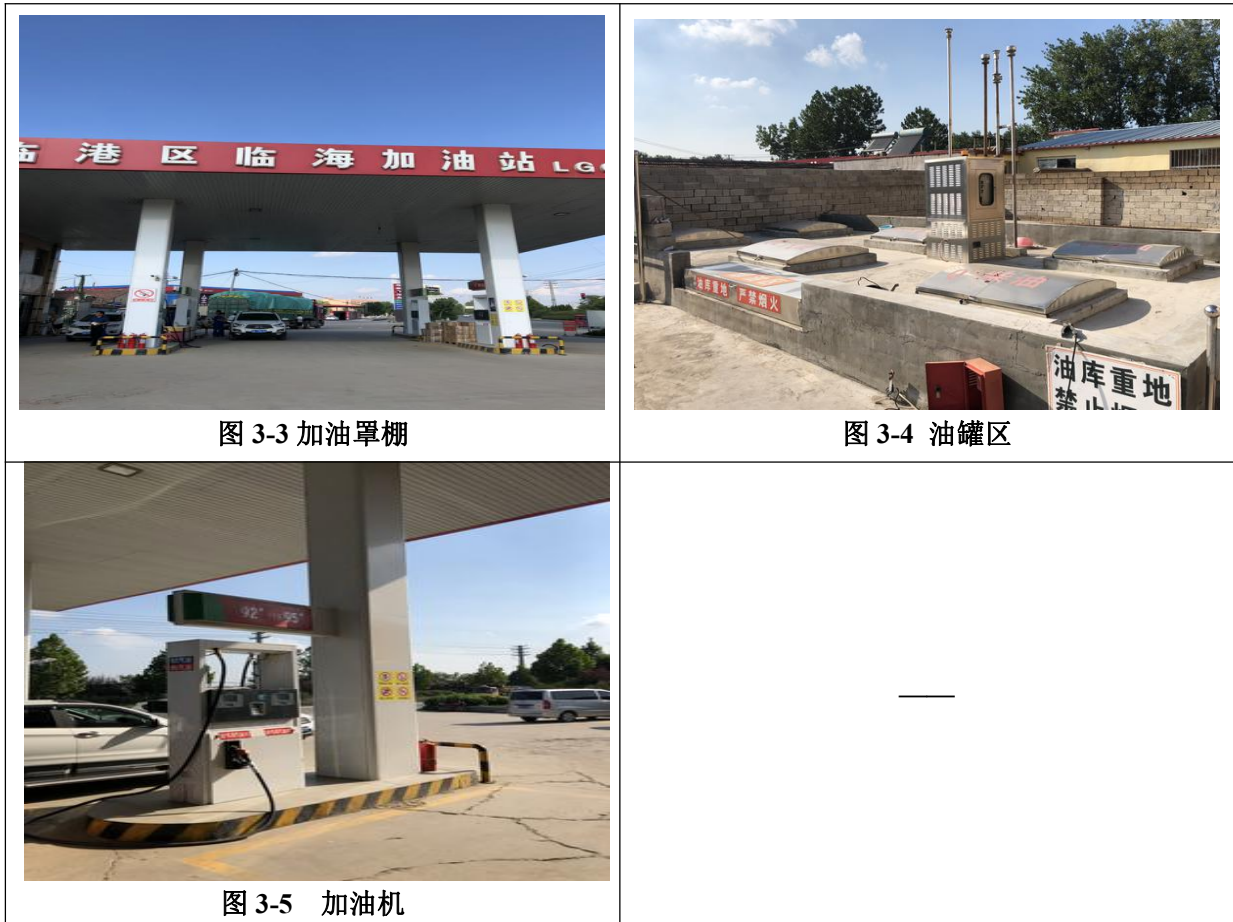 港区临海加油站 LG
图 3-3 加油罩棚
油库重地 严禁烟火
油库重地
图 3-4 油罐区
92# 95#
图 3-5 加油机
——